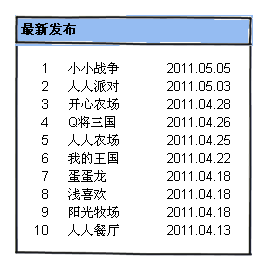 最新发布
1 小小战争 2011.05.05
2 人人派对 2011.05.03
3 开心农场 2011.04.28
4 Q将三国 2011.04.26
5 人人农场 2011.04.25
6 我的王国 2011.04.22
7 蛋蛋龙 2011.04.18
8 浅喜欢 2011.04.18
9 阳光牧场 2011.04.18
10 人人餐厅 2011.04.13